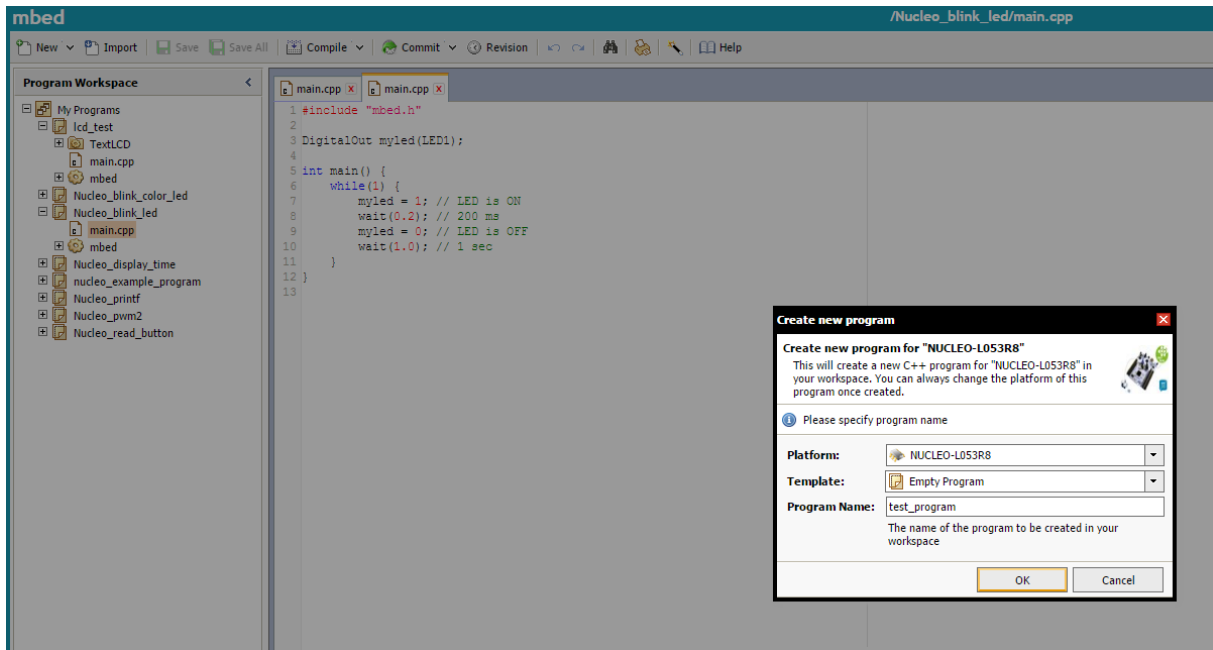 mbed
/Nucleo_blink_led/main.cpp
New Import Save Save All Compile Commit Revision Help
Program Workspace
My Programs
lcd_test
TextLCD
main.cpp
mbed
Nucleo_blink_color_led
Nucleo_blink_led
main.cpp
mbed
Nucleo_display_time
nucleo_example_program
Nucleo_printf
Nucleo_pwm2
Nucleo_read_button
main.cpp x main.cpp x
1 #include "mbed.h"
2
3 DigitalOut myled(LED1);
4
5 int main() {
6 while(1) {
7 myled = 1; // LED is ON
8 wait(0.2); // 200 ms
9 myled = 0; // LED is OFF
10 wait(1.0); // 1 sec
11 }
12 }
13
Create new program
Create new program for "NUCLEO-L053R8"
This will create a new C++ program for "NUCLEO-L053R8" in
your workspace. You can always change the platform of this
program once created.
Please specify program name
Platform: NUCLEO-L053R8
Template: Empty Program
Program Name: test_program
The name of the program to be created in your
workspace
OK Cancel